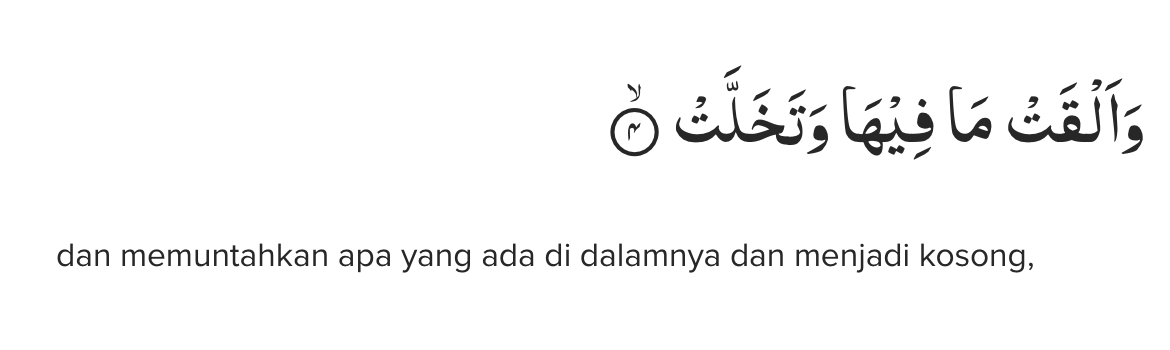 وَاَلْقَتْ مَا فِيْهَا وَتَخَلَّتْ ۙ ٤
dan memuntahkan apa yang ada di dalamnya dan menjadi kosong,